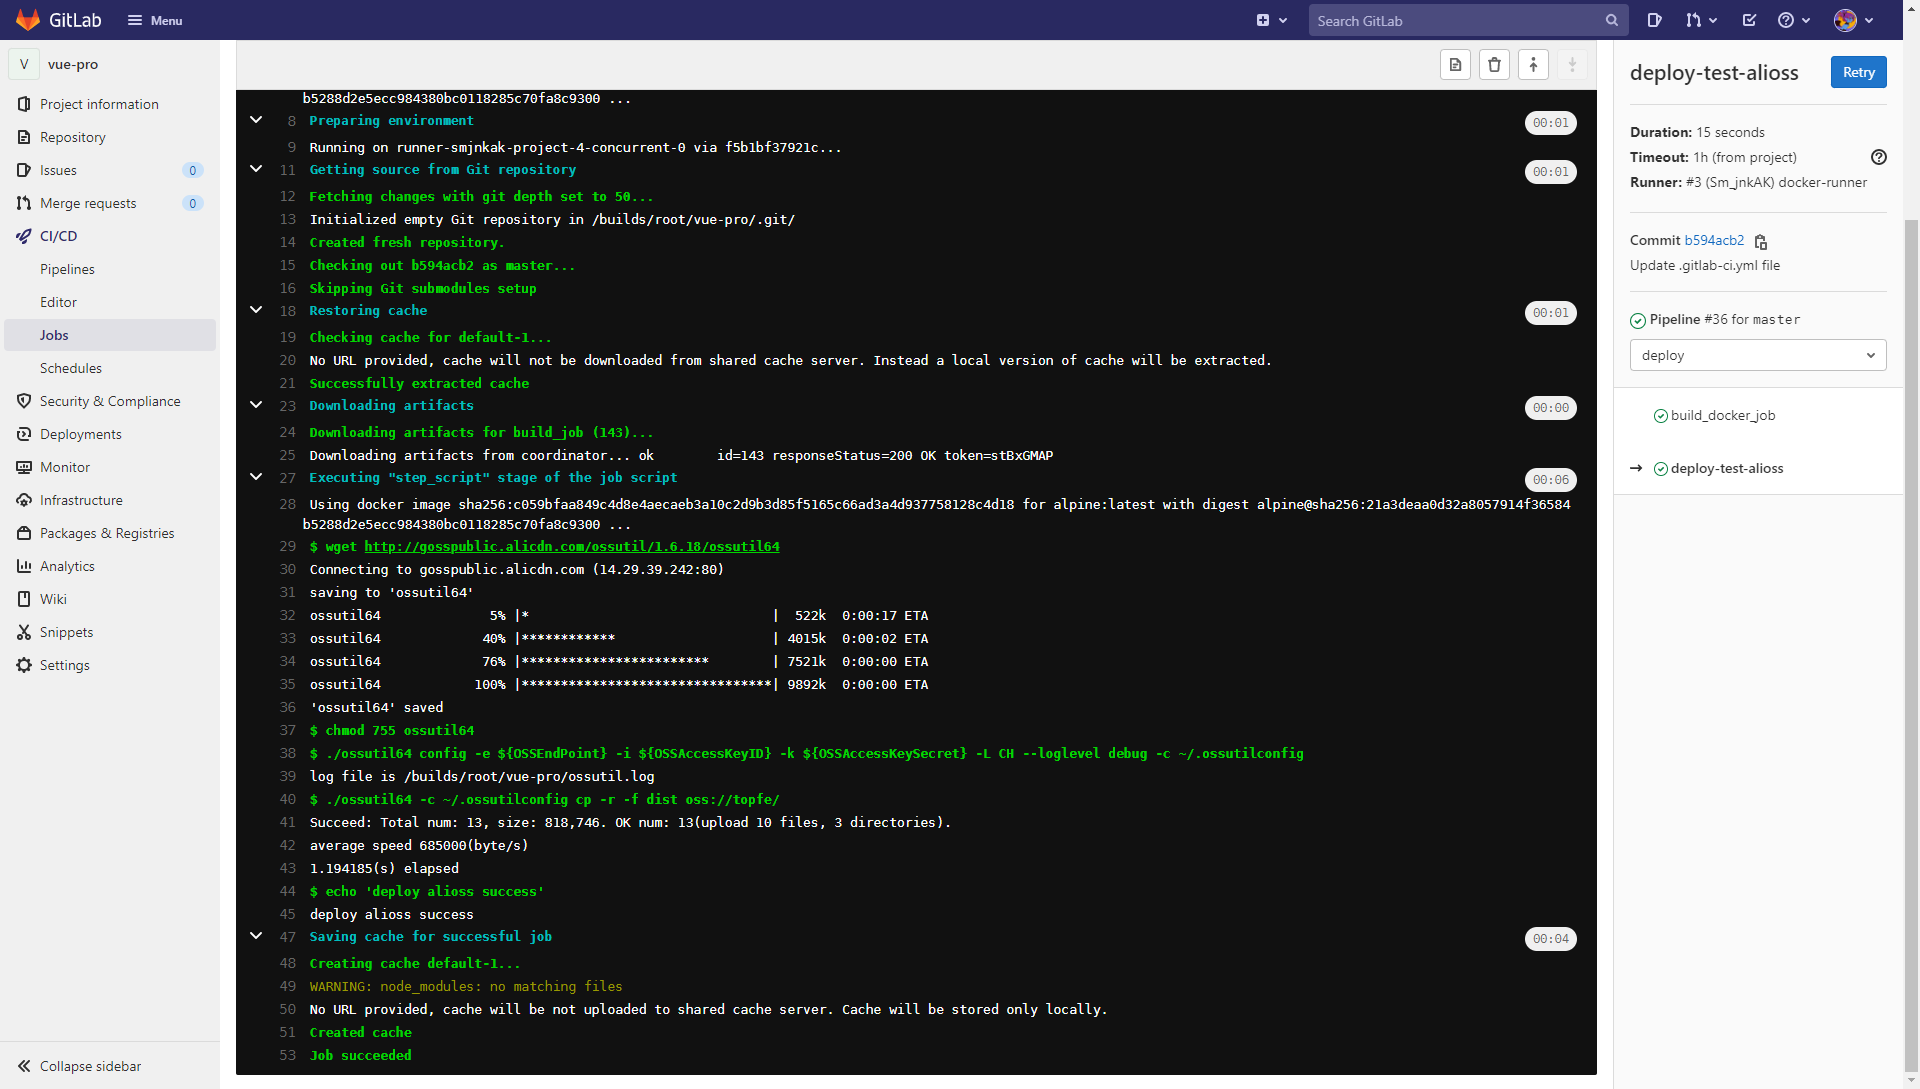 GitLab
Menu
Search GitLab
V vue-pro
Project information
Repository
Issues 0
Merge requests 0
CI/CD
Pipelines
Editor
Jobs
Schedules
Security & Compliance
Deployments
Monitor
Infrastructure
Packages & Registries
Analytics
Wiki
Snippets
Settings
Collapse sidebar
b5288d2e5ecc984380bc0118285c70fa8c9300 ...
8 Preparing environment 00:01
9 Running on runner-smjnkak-project-4-concurrent-0 via f5b1bf37921c...
11 Getting source from Git repository 00:01
12 Fetching changes with git depth set to 50...
13 Initialized empty Git repository in /builds/root/vue-pro/.git/
14 Created fresh repository.
15 Checking out b594acb2 as master...
16 Skipping Git submodules setup
18 Restoring cache 00:01
19 Checking cache for default-1...
20 No URL provided, cache will not be downloaded from shared cache server. Instead a local version of cache will be extracted.
21 Successfully extracted cache
23 Downloading artifacts 00:00
24 Downloading artifacts for build_job (143)...
25 Downloading artifacts from coordinator... ok        id=143 responseStatus=200 OK token=stBxGMAP
27 Executing "step_script" stage of the job script 00:06
28 Using docker image sha256:c059bfaa849c4d8e4aecaeb3a10c2d9b3d85f5165c66ad3a4d937758128c4d18 for alpine:latest with digest alpine@sha256:21a3deaa0d32a8057914f36584
b5288d2e5ecc984380bc0118285c70fa8c9300 ...
29 $ wget http://gosspublic.alicdn.com/ossutil/1.6.18/ossutil64
30 Connecting to gosspublic.alicdn.com (14.29.39.242:80)
31 saving to 'ossutil64'
32 ossutil64              5% |*                               |  522k  0:00:17 ETA
33 ossutil64             40% |************                    | 4015k  0:00:02 ETA
34 ossutil64             76% |************************        | 7521k  0:00:00 ETA
35 ossutil64            100% |********************************| 9892k  0:00:00 ETA
36 'ossutil64' saved
37 $ chmod 755 ossutil64
38 $ ./ossutil64 config -e ${OSSEndPoint} -i ${OSSAccessKeyID} -k ${OSSAccessKeySecret} -L CH --loglevel debug -c ~/.ossutilconfig
39 log file is /builds/root/vue-pro/ossutil.log
40 $ ./ossutil64 -c ~/.ossutilconfig cp -r -f dist oss://topfe/
41 Succeed: Total num: 13, size: 818,746. OK num: 13(upload 10 files, 3 directories).
42 average speed 685000(byte/s)
43 1.194185(s) elapsed
44 $ echo 'deploy alioss success'
45 deploy alioss success
47 Saving cache for successful job 00:04
48 Creating cache default-1...
49 WARNING: node_modules: no matching files
50 No URL provided, cache will be not uploaded to shared cache server. Cache will be stored only locally.
51 Created cache
53 Job succeeded
deploy-test-alioss Retry
Duration: 15 seconds
Timeout: 1h (from project)
Runner: #3 (Sm_jnkAK) docker-runner
Commit b594acb2
Update .gitlab-ci.yml file
Pipeline #36 for master
deploy
build_docker_job
→ deploy-test-alioss